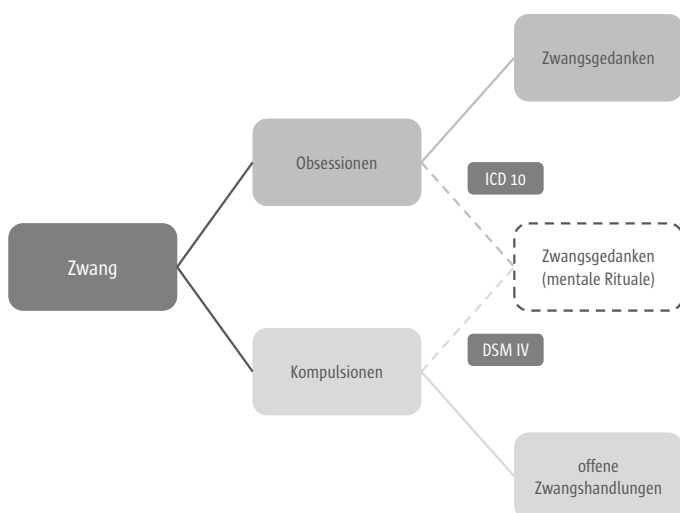 Zwangsgedanken
Obsessionen
ICD 10
Zwang
Zwangsgedanken
(mentale Rituale)
DSM IV
Kompulsionen
offene
Zwangshandlungen